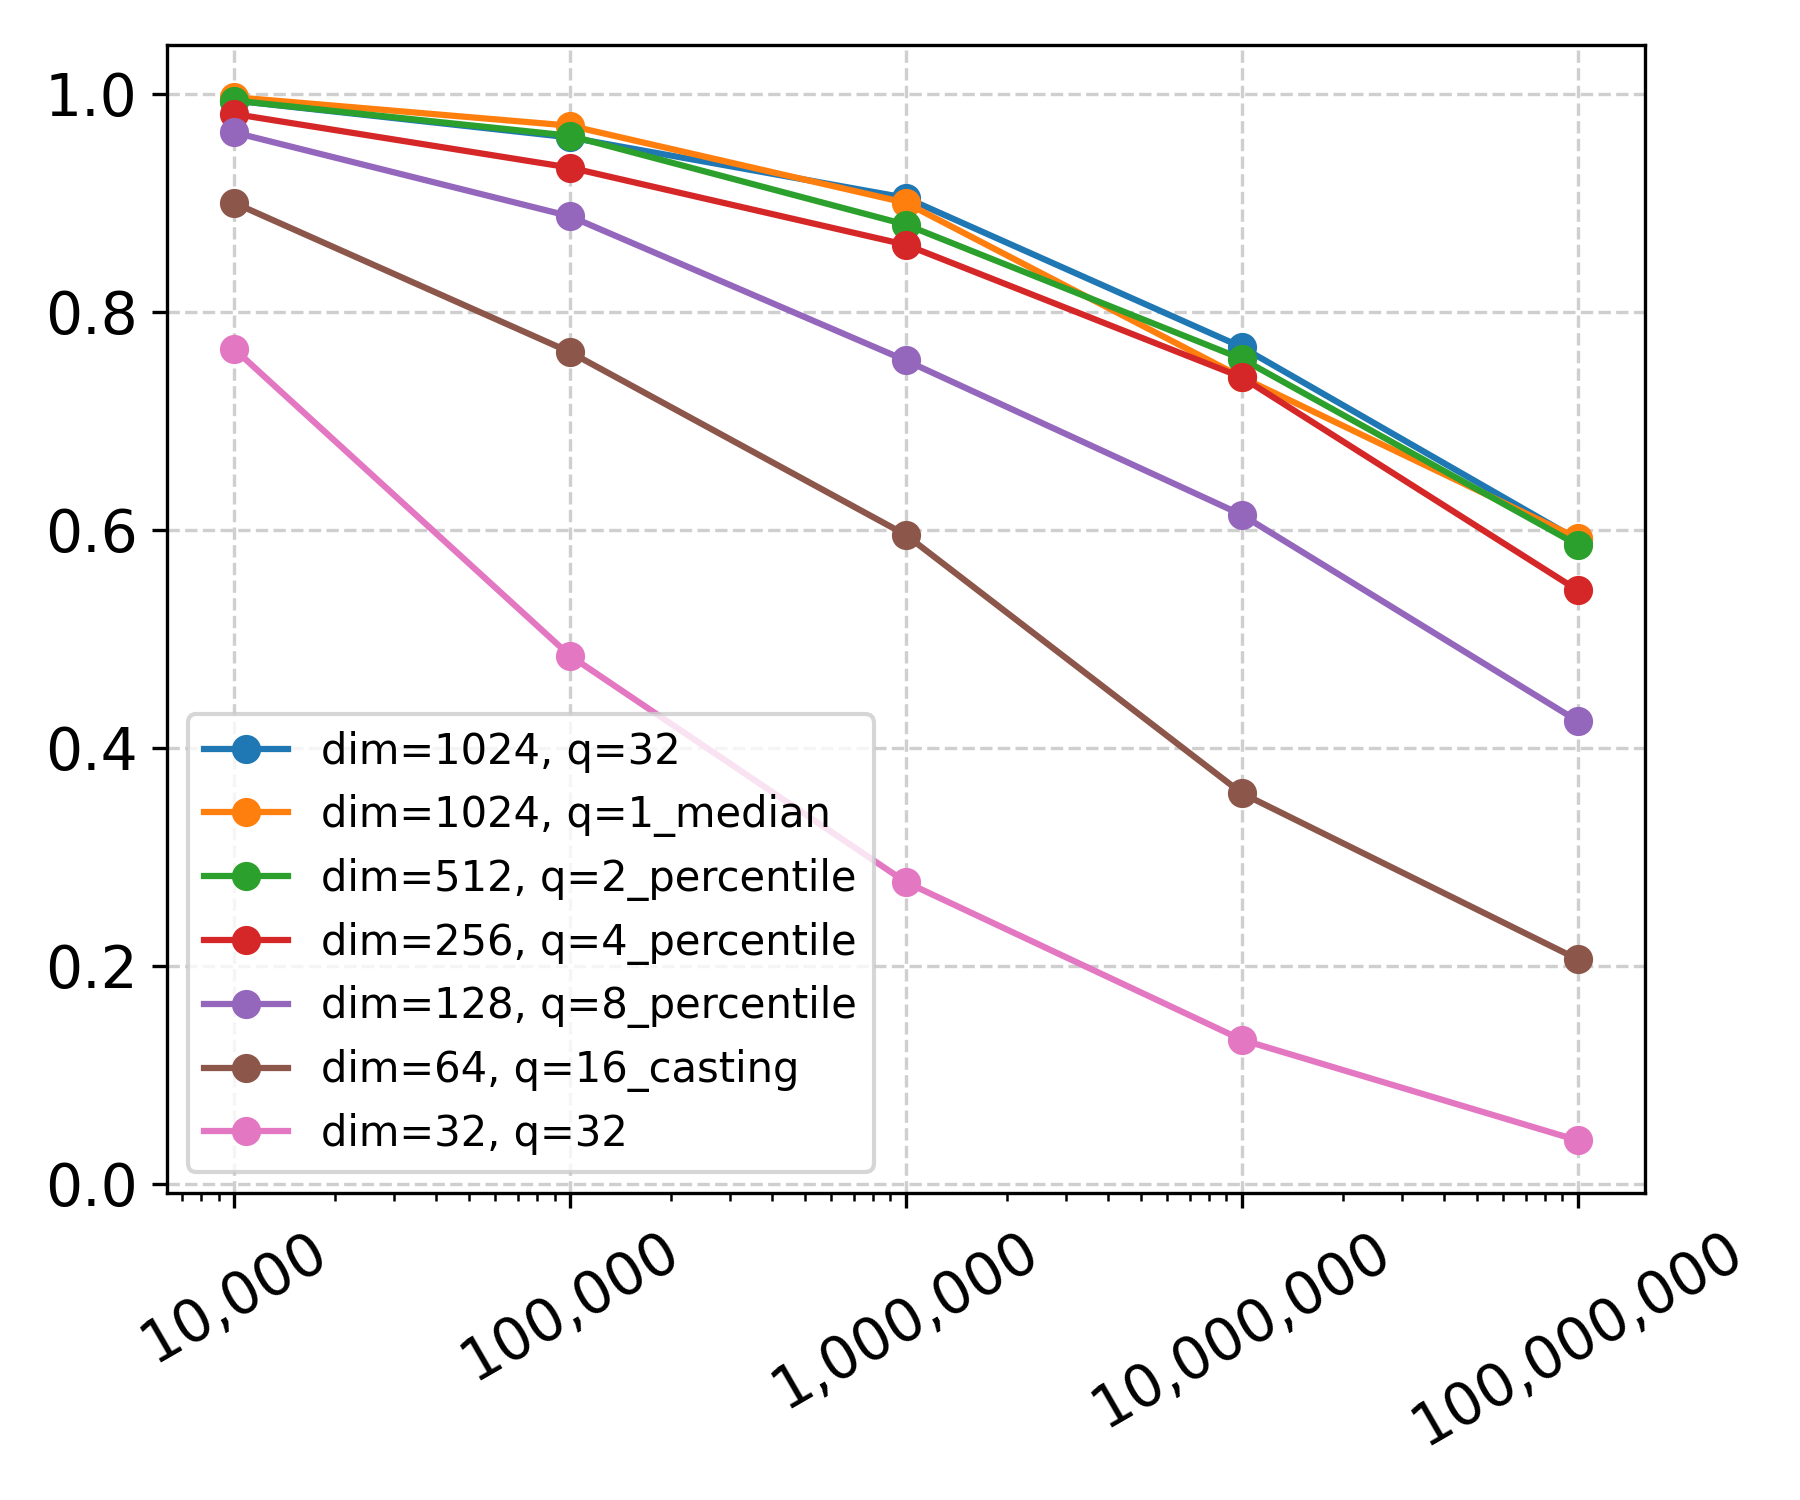 1.0
0.8
0.6
0.4
0.2
0.0
dim=1024, q=32
dim=1024, q=1_median
dim=512, q=2_percentile
dim=256, q=4_percentile
dim=128, q=8_percentile
dim=64, q=16_casting
dim=32, q=32
10,000
100,000
1,000,000
10,000,000
100,000,000